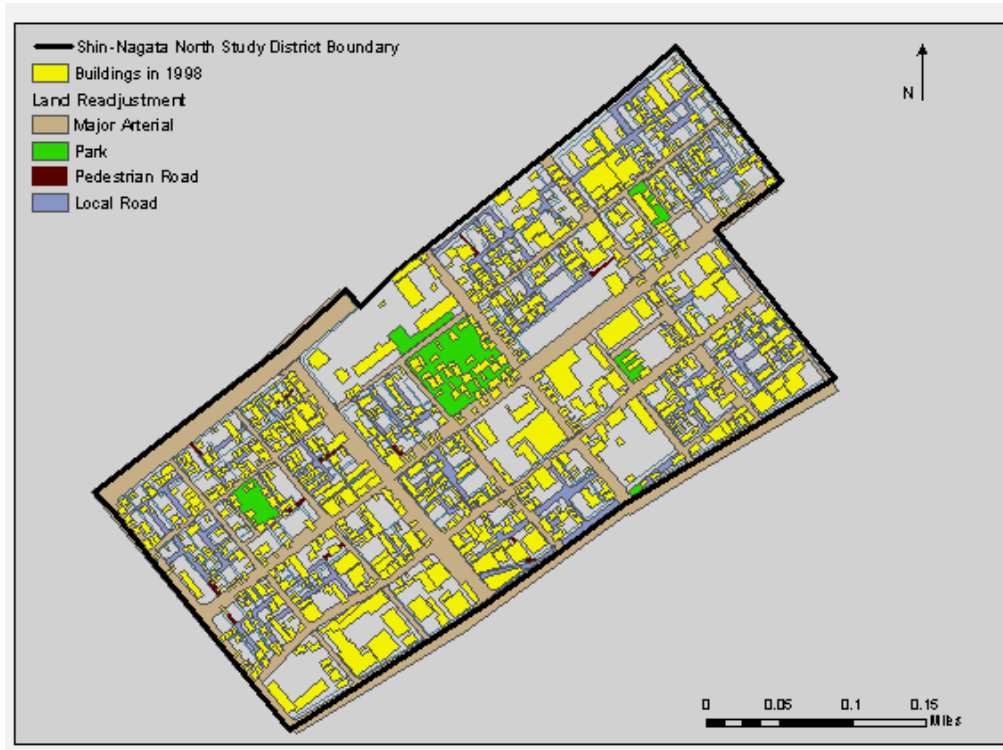 Shin-Nagata North Study District Boundary
Buildings in 1998
Land Readjustment
Major Arterial
Park
Pedestrian Road
Local Road
N
0 0.05 0.1 0.15
Miles